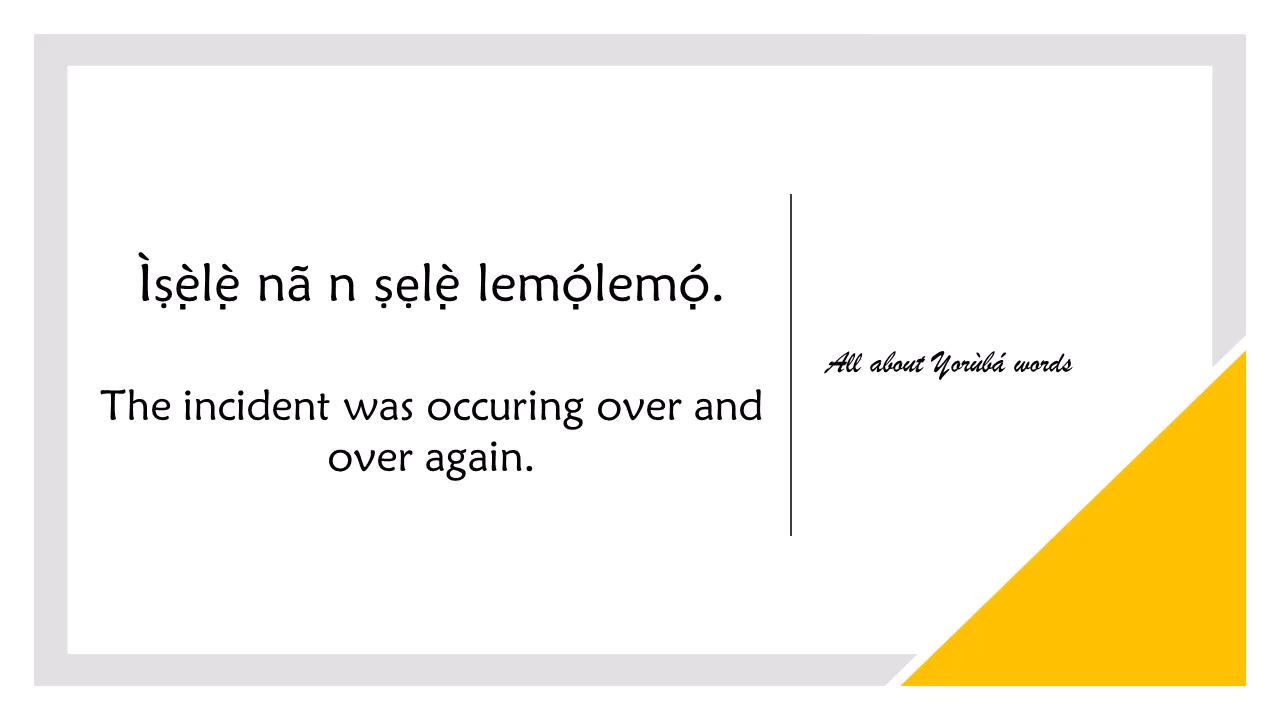 Ìṣẹ̀lẹ̀ nã n ṣẹlẹ̀ lemọ́lemọ́.
The incident was occuring over and
over again.
All about Yorùbá words